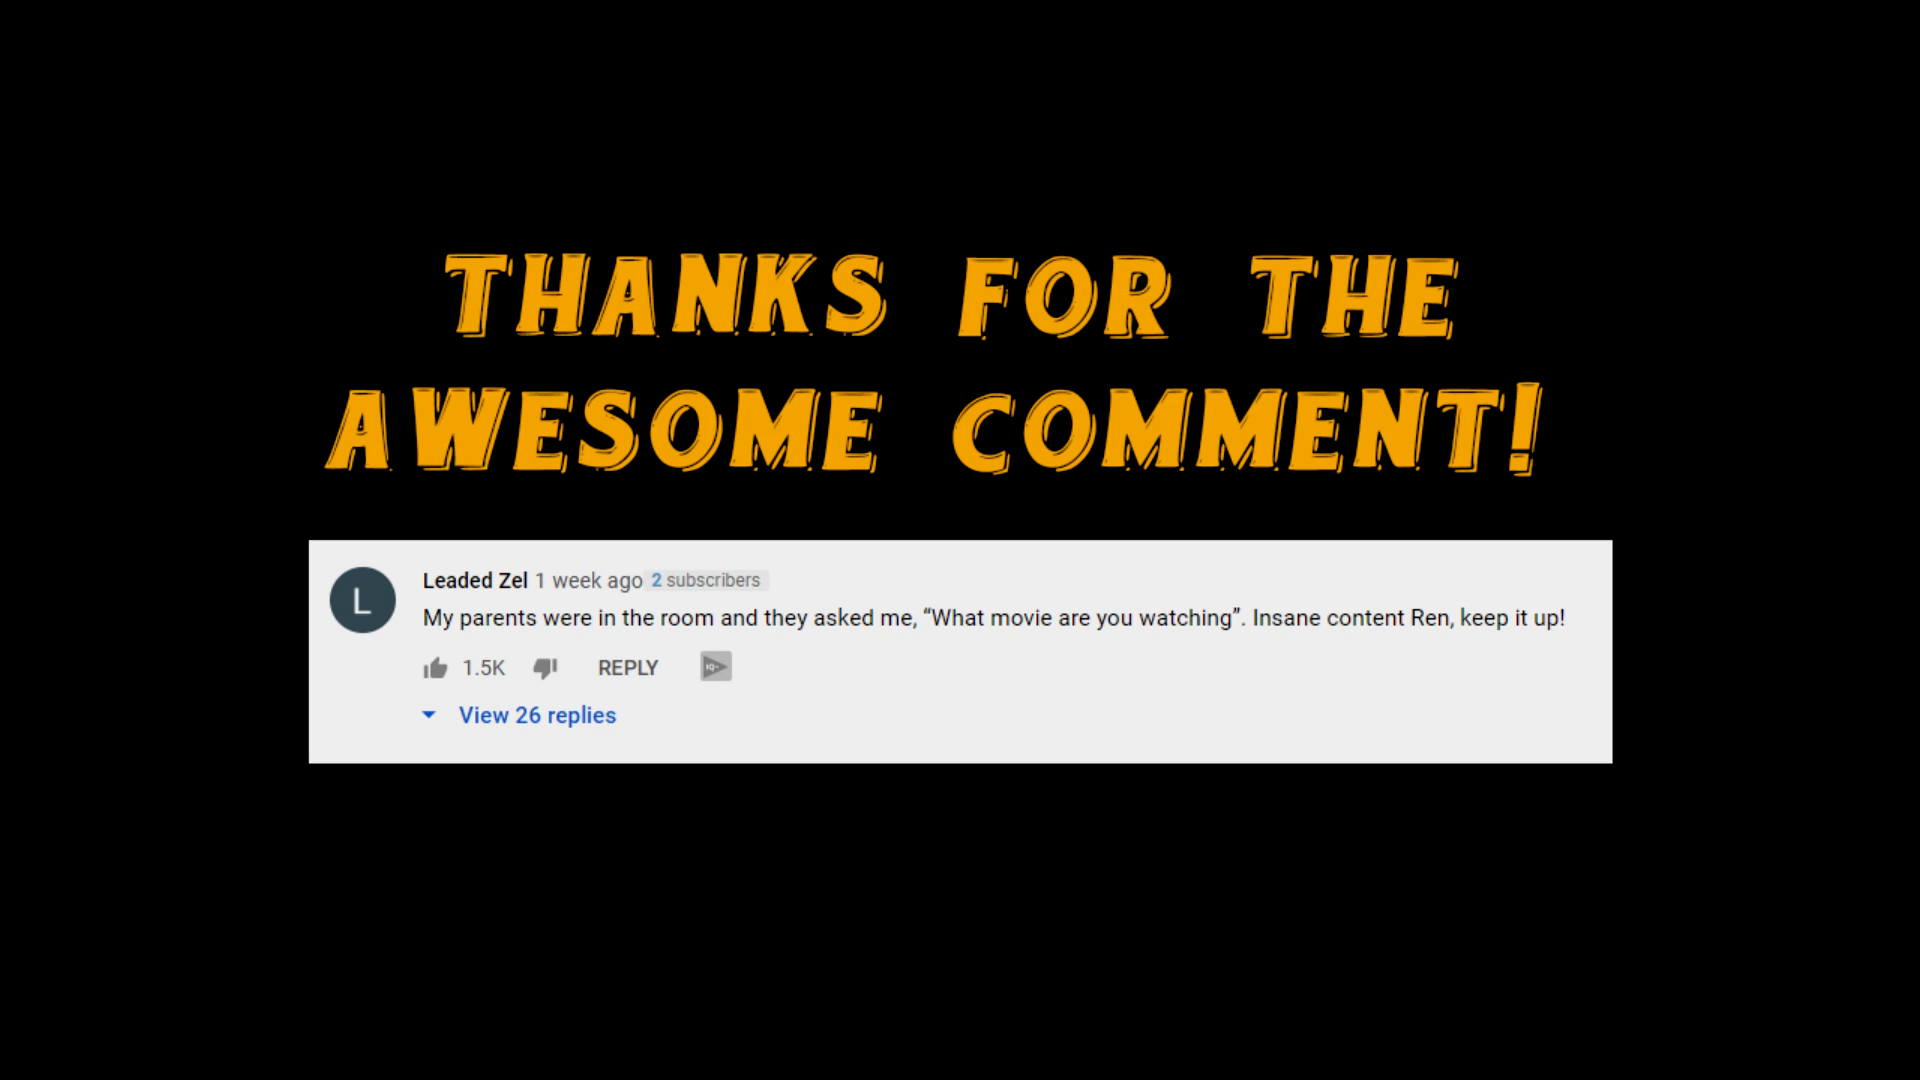 THANKS FOR THE
AWESOME COMMENT!
L
Leaded Zel 1 week ago 2 subscribers
My parents were in the room and they asked me, “What movie are you watching”. Insane content Ren, keep it up!
1.5K REPLY IQ
View 26 replies